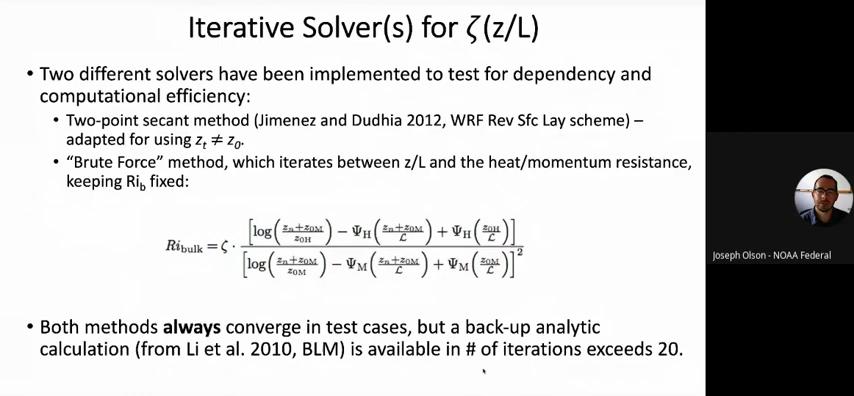 Iterative Solver(s) for ζ(z/L)
• Two different solvers have been implemented to test for dependency and
computational efficiency:
• Two-point secant method (Jimenez and Dudhia 2012, WRF Rev Sfc Lay scheme) –
adapted for using z_t ≠ z_0.
• “Brute Force” method, which iterates between z/L and the heat/momentum resistance,
keeping Ri_b fixed:
Ri_bulk = ζ · [log((z_n+z_0M)/z_0H) − Ψ_H((z_n+z_0M)/ℒ) + Ψ_H(z_0H/ℒ)] / [log((z_n+z_0M)/z_0M) − Ψ_M((z_n+z_0M)/ℒ) + Ψ_M(z_0M/ℒ)]^2
• Both methods always converge in test cases, but a back-up analytic
calculation (from Li et al. 2010, BLM) is available in # of iterations exceeds 20.
Joseph Olson - NOAA Federal